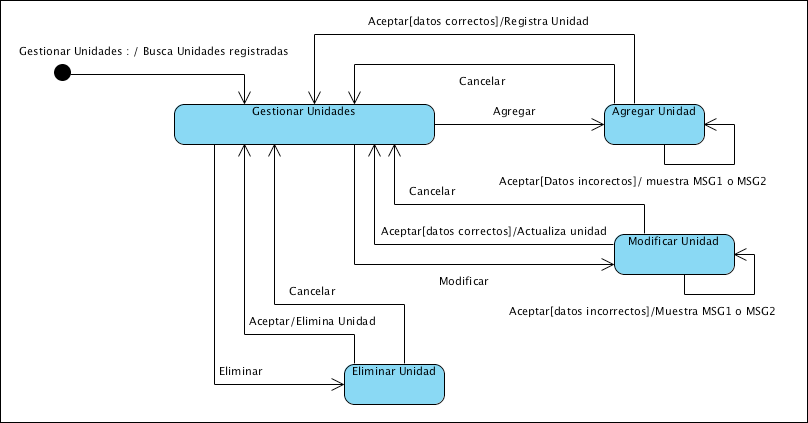 Aceptar[datos correctos]/Registra Unidad
Gestionar Unidades : / Busca Unidades registradas
Cancelar
Gestionar Unidades
Agregar
Agregar Unidad
Aceptar[Datos incorectos]/ muestra MSG1 o MSG2
Cancelar
Aceptar[datos correctos]/Actualiza unidad
Modificar Unidad
Modificar
Cancelar
Aceptar[datos incorrectos]/Muestra MSG1 o MSG2
Aceptar/Elimina Unidad
Eliminar
Eliminar Unidad